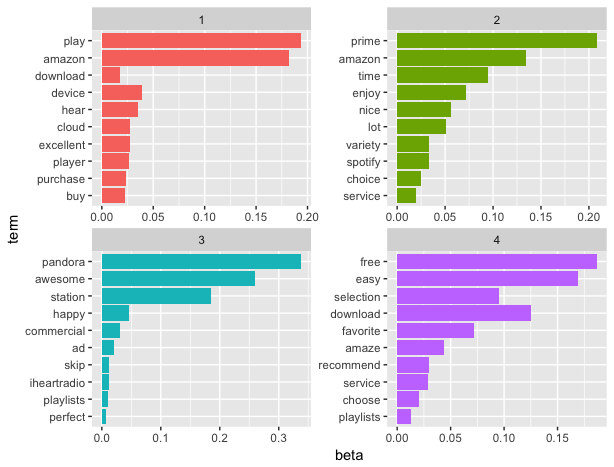 1
play
amazon
download
device
hear
cloud
excellent
player
purchase
buy
0.00 0.05 0.10 0.15 0.20
2
prime
amazon
time
enjoy
nice
lot
variety
spotify
choice
service
0.00 0.05 0.10 0.15 0.20
term
3
pandora
awesome
station
happy
commercial
ad
skip
iheartradio
playlists
perfect
0.0 0.1 0.2 0.3
4
free
easy
selection
download
favorite
amaze
recommend
service
choose
playlists
0.00 0.05 0.10 0.15
beta